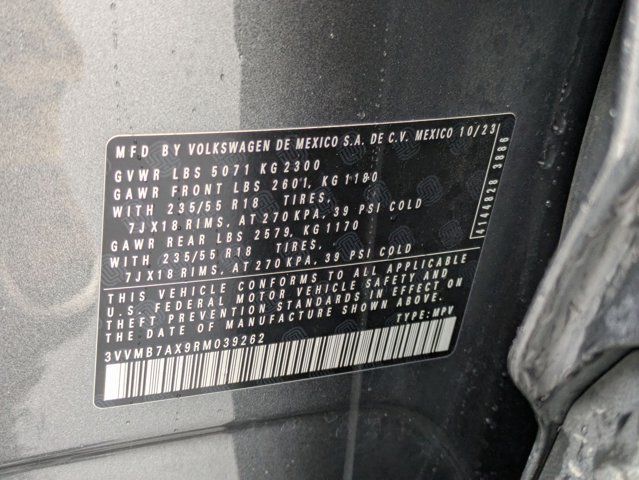 MFD BY VOLKSWAGEN DE MEXICO S.A. DE C.V. MEXICO 10/23
GVWR LBS 5071 KG 2300
GAWR FRONT LBS 2601, KG 1180
WITH 235/55 R18 TIRES,
7JX18 RIMS, AT 270 KPA, 39 PSI COLD
GAWR REAR LBS 2579, KG 1170
WITH 235/55 R18 TIRES,
7JX18 RIMS, AT 270 KPA, 39 PSI COLD
THIS VEHICLE CONFORMS TO ALL APPLICABLE
U.S. FEDERAL MOTOR VEHICLE SAFETY AND
THEFT PREVENTION STANDARDS IN EFFECT ON
THE DATE OF MANUFACTURE SHOWN ABOVE.
TYPE: MPV
3VVMB7AX9RM039262
4144828 3886